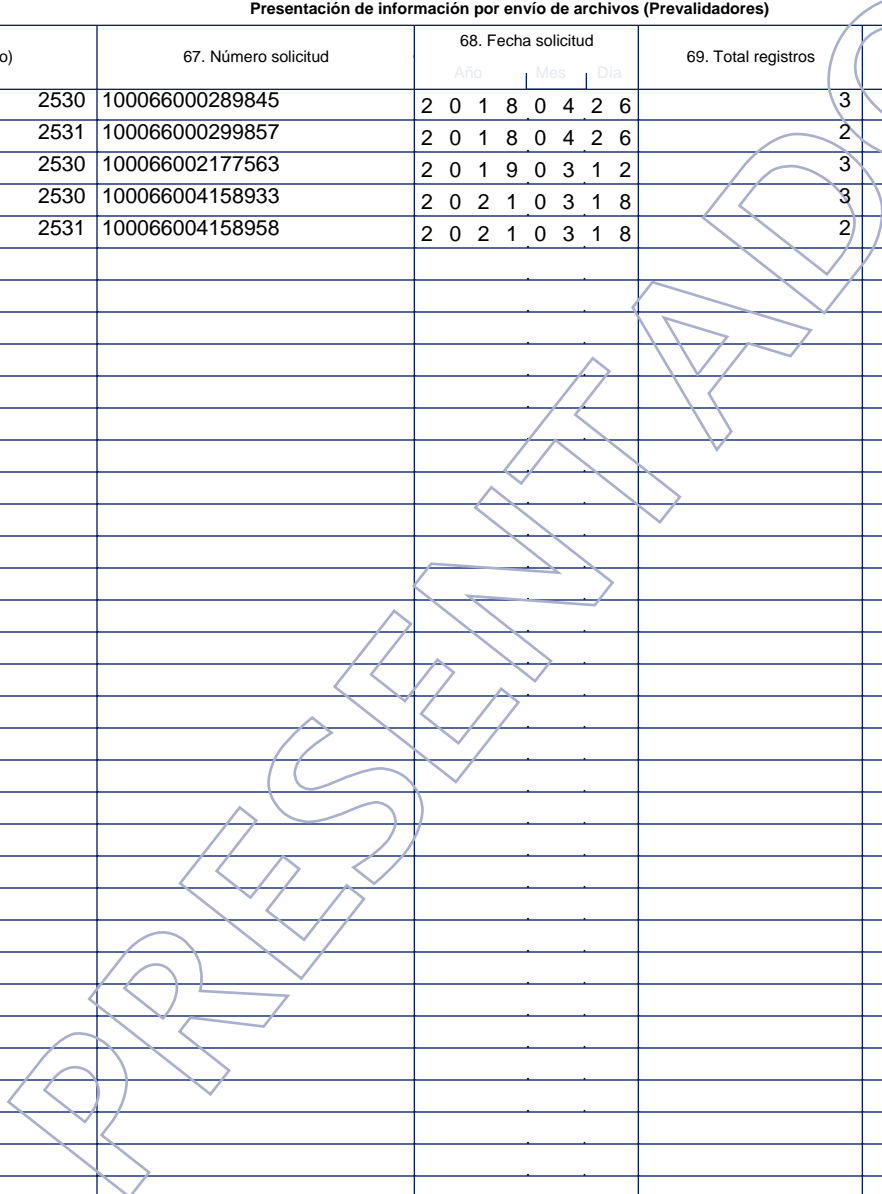 Presentación de información por envío de archivos (Prevalidadores)
o) 67. Número solicitud 68. Fecha solicitud 69. Total registros
Año Mes Día
2530 100066000289845 2 0 1 8 0 4 2 6 3
2531 100066000299857 2 0 1 8 0 4 2 6 2
2530 100066002177563 2 0 1 9 0 3 1 2 3
2530 100066004158933 2 0 2 1 0 3 1 8 3
2531 100066004158958 2 0 2 1 0 3 1 8 2
PRESENTADO